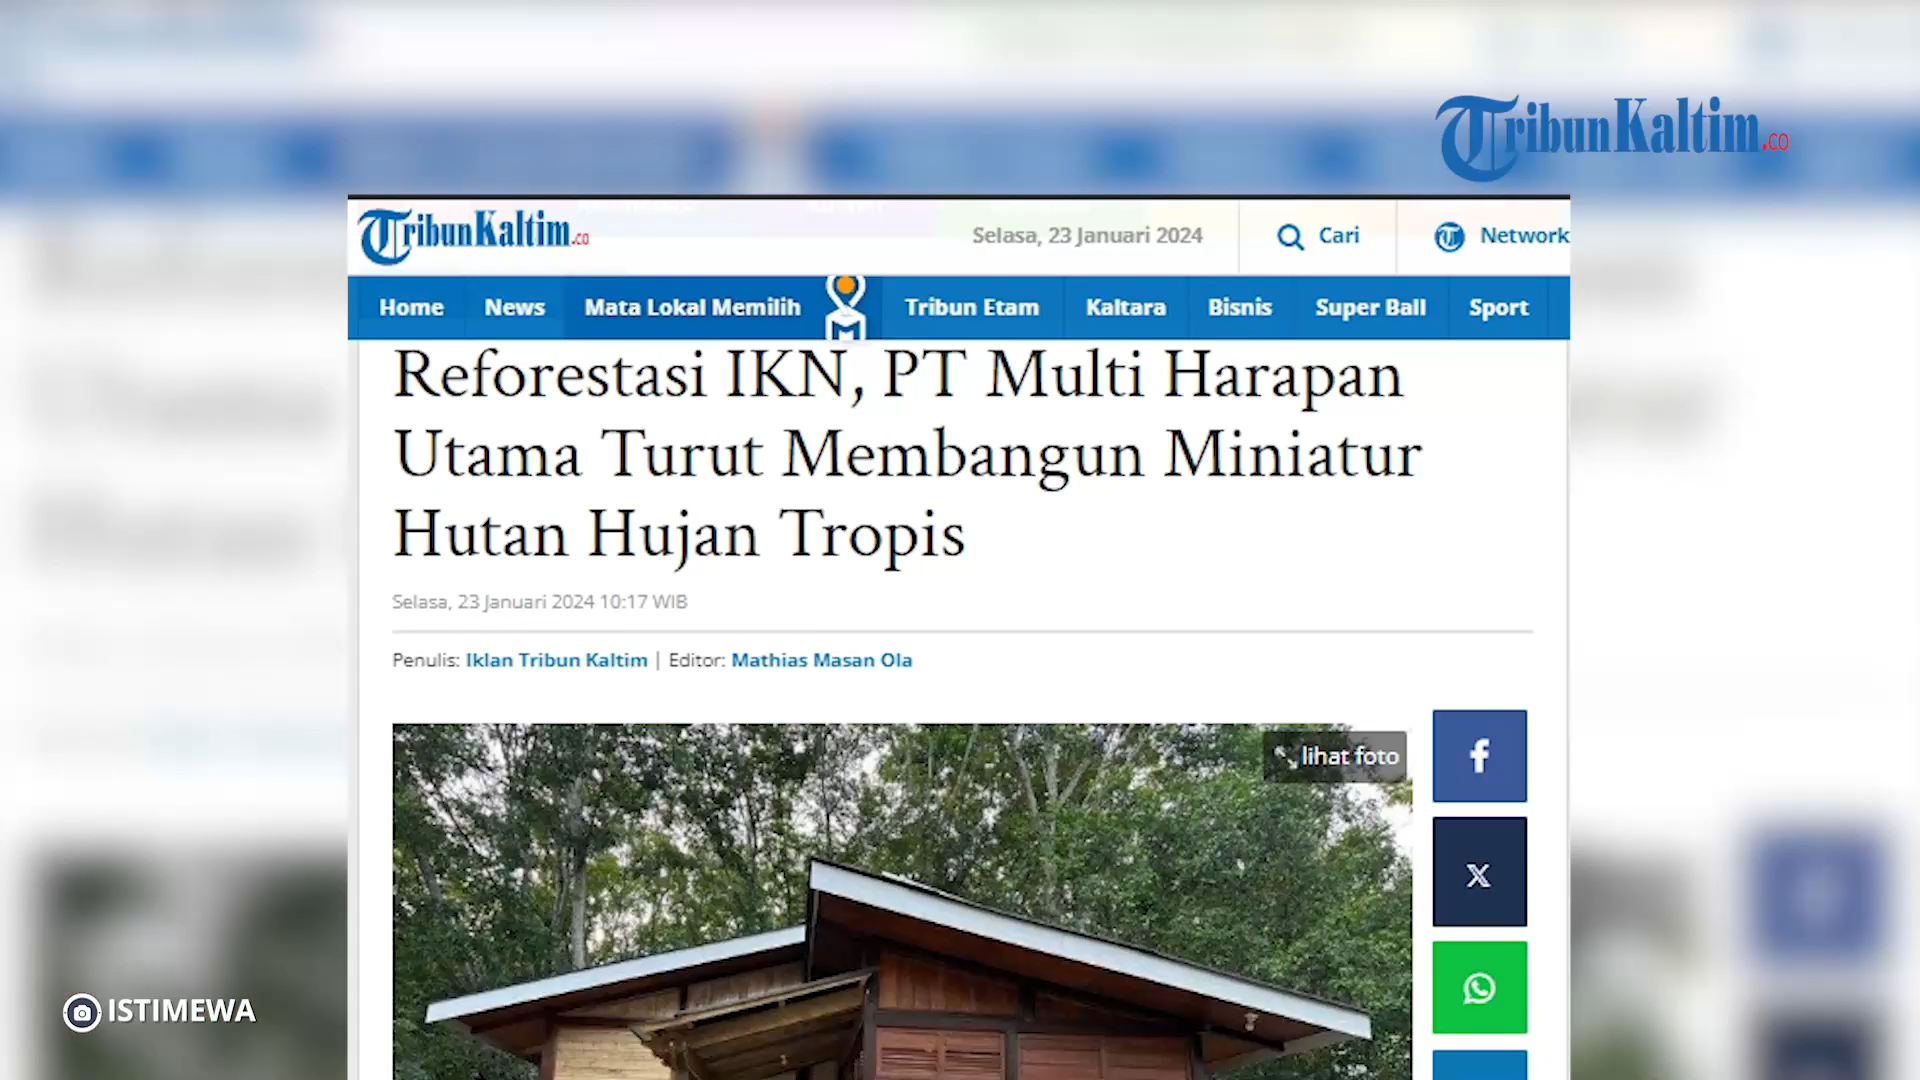 TribunKaltim.co
TribunKaltim.co
Selasa, 23 Januari 2024
Cari
Network
Home
News
Mata Lokal Memilih
Tribun Etam
Kaltara
Bisnis
Super Ball
Sport
Reforestasi IKN, PT Multi Harapan
Utama Turut Membangun Miniatur
Hutan Hujan Tropis
Selasa, 23 Januari 2024 10:17 WIB
Penulis: Iklan Tribun Kaltim | Editor: Mathias Masan Ola
lihat foto
ISTIMEWA